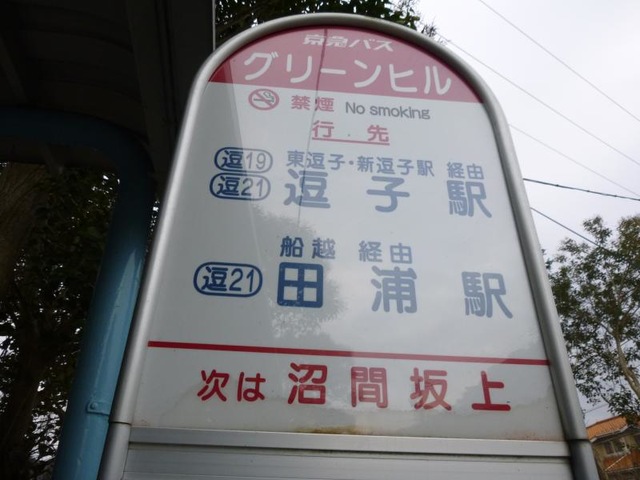 京急バス
グリーンヒル
禁煙 No smoking
行先
逗19 東逗子・新逗子駅 経由
逗21 逗子駅
船越 経由
逗21 田浦駅
次は 沼間坂上